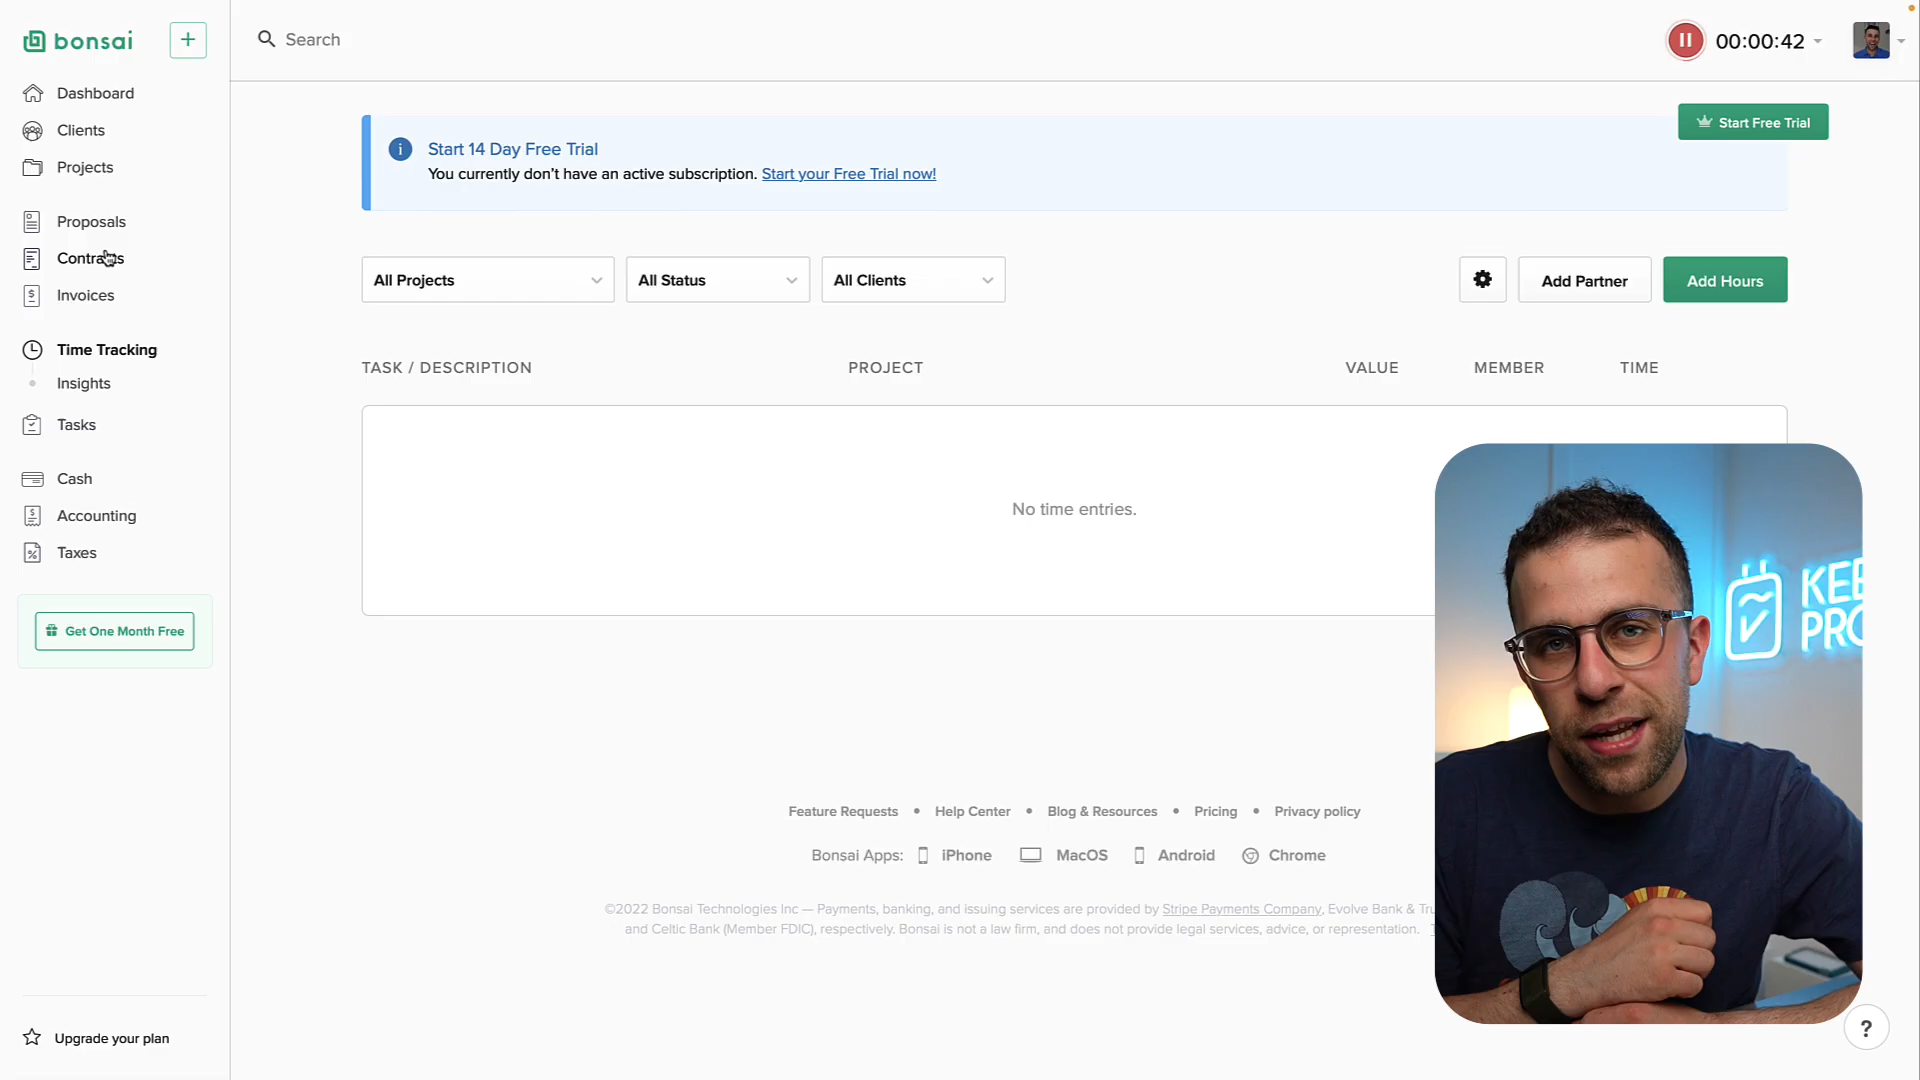 bonsai
+
Search
00:00:42
Dashboard
Clients
Projects
Proposals
Contracts
Invoices
Time Tracking
Insights
Tasks
Cash
Accounting
Taxes
Get One Month Free
Upgrade your plan
Start 14 Day Free Trial
You currently don't have an active subscription. Start your Free Trial now!
Start Free Trial
All Projects
All Status
All Clients
Add Partner
Add Hours
TASK / DESCRIPTION PROJECT VALUE MEMBER TIME
No time entries.
KEE
PRO
Feature Requests • Help Center • Blog & Resources • Pricing • Privacy policy
Bonsai Apps: iPhone MacOS Android Chrome
©2022 Bonsai Technologies Inc — Payments, banking, and issuing services are provided by Stripe Payments Company, Evolve Bank & Tru
and Celtic Bank (Member FDIC), respectively. Bonsai is not a law firm, and does not provide legal services, advice, or representation.
?